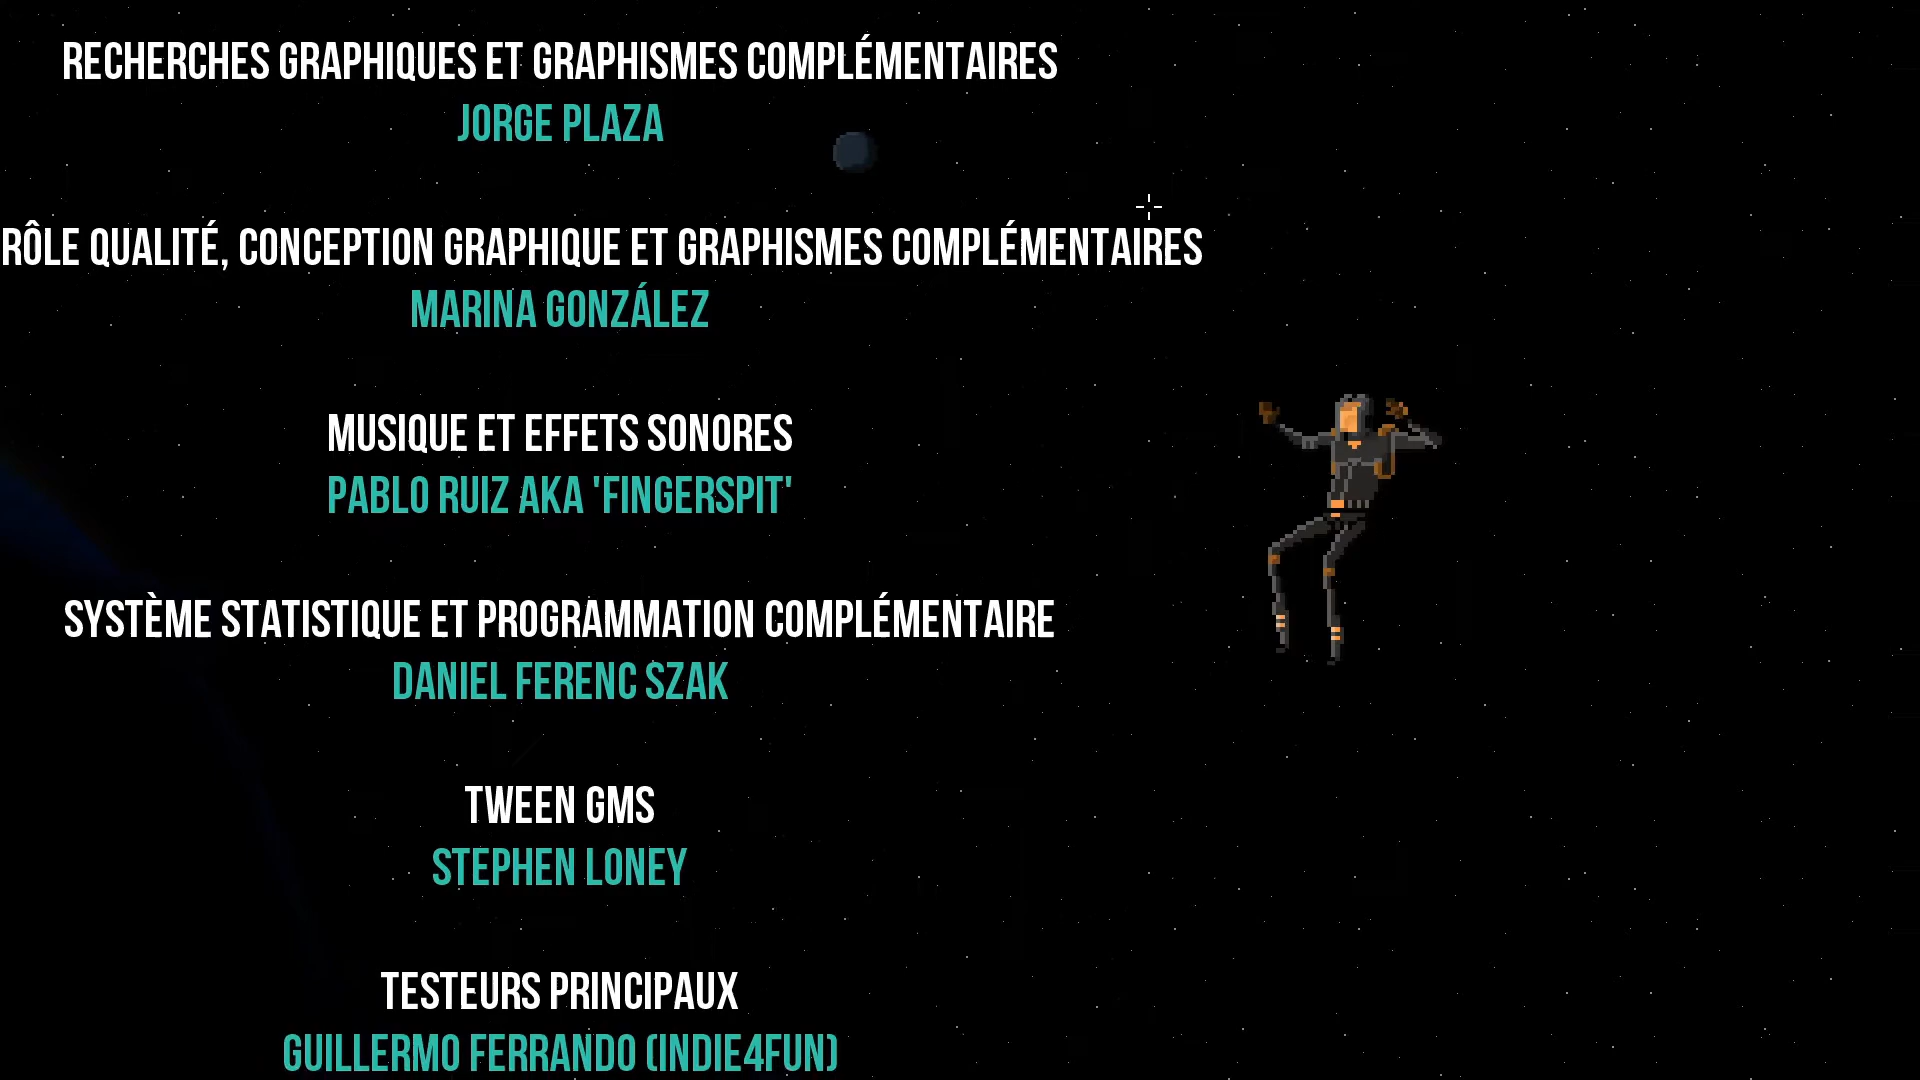 RECHERCHES GRAPHIQUES ET GRAPHISMES COMPLÉMENTAIRES
JORGE PLAZA
RÔLE QUALITÉ, CONCEPTION GRAPHIQUE ET GRAPHISMES COMPLÉMENTAIRES
MARINA GONZÁLEZ
MUSIQUE ET EFFETS SONORES
PABLO RUIZ AKA 'FINGERSPIT'
SYSTÈME STATISTIQUE ET PROGRAMMATION COMPLÉMENTAIRE
DANIEL FERENC SZAK
TWEEN GMS
STEPHEN LONEY
TESTEURS PRINCIPAUX
GUILLERMO FERRANDO (INDIE4FUN)